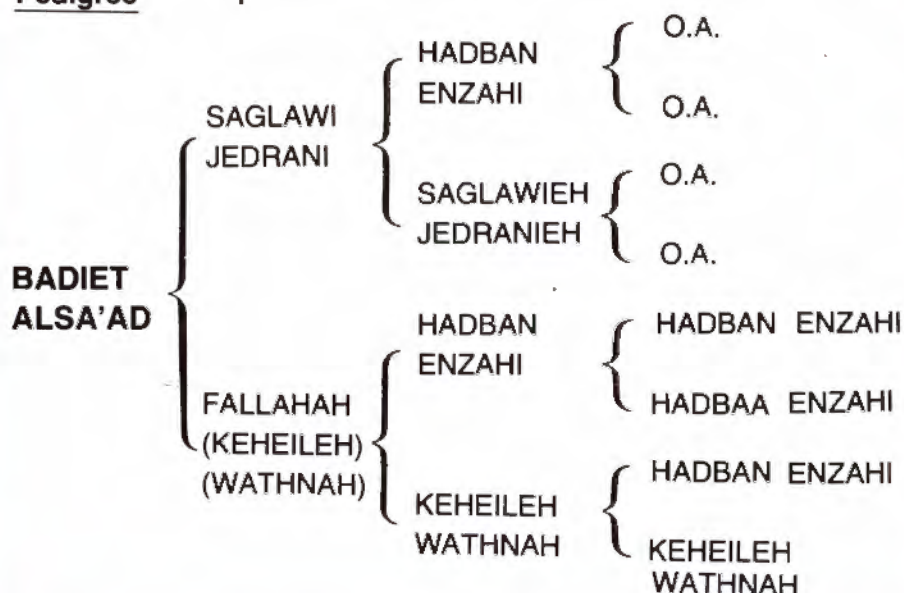 Pedigree
HADBAN
ENZAHI
O.A.
O.A.
SAGLAWI
JEDRANI
SAGLAWIEH
JEDRANIEH
O.A.
O.A.
BADIET
ALSA'AD
HADBAN
ENZAHI
HADBAN ENZAHI
HADBAA ENZAHI
FALLAHAH
(KEHEILEH)
(WATHNAH)
KEHEILEH
WATHNAH
HADBAN ENZAHI
KEHEILEH
WATHNAH